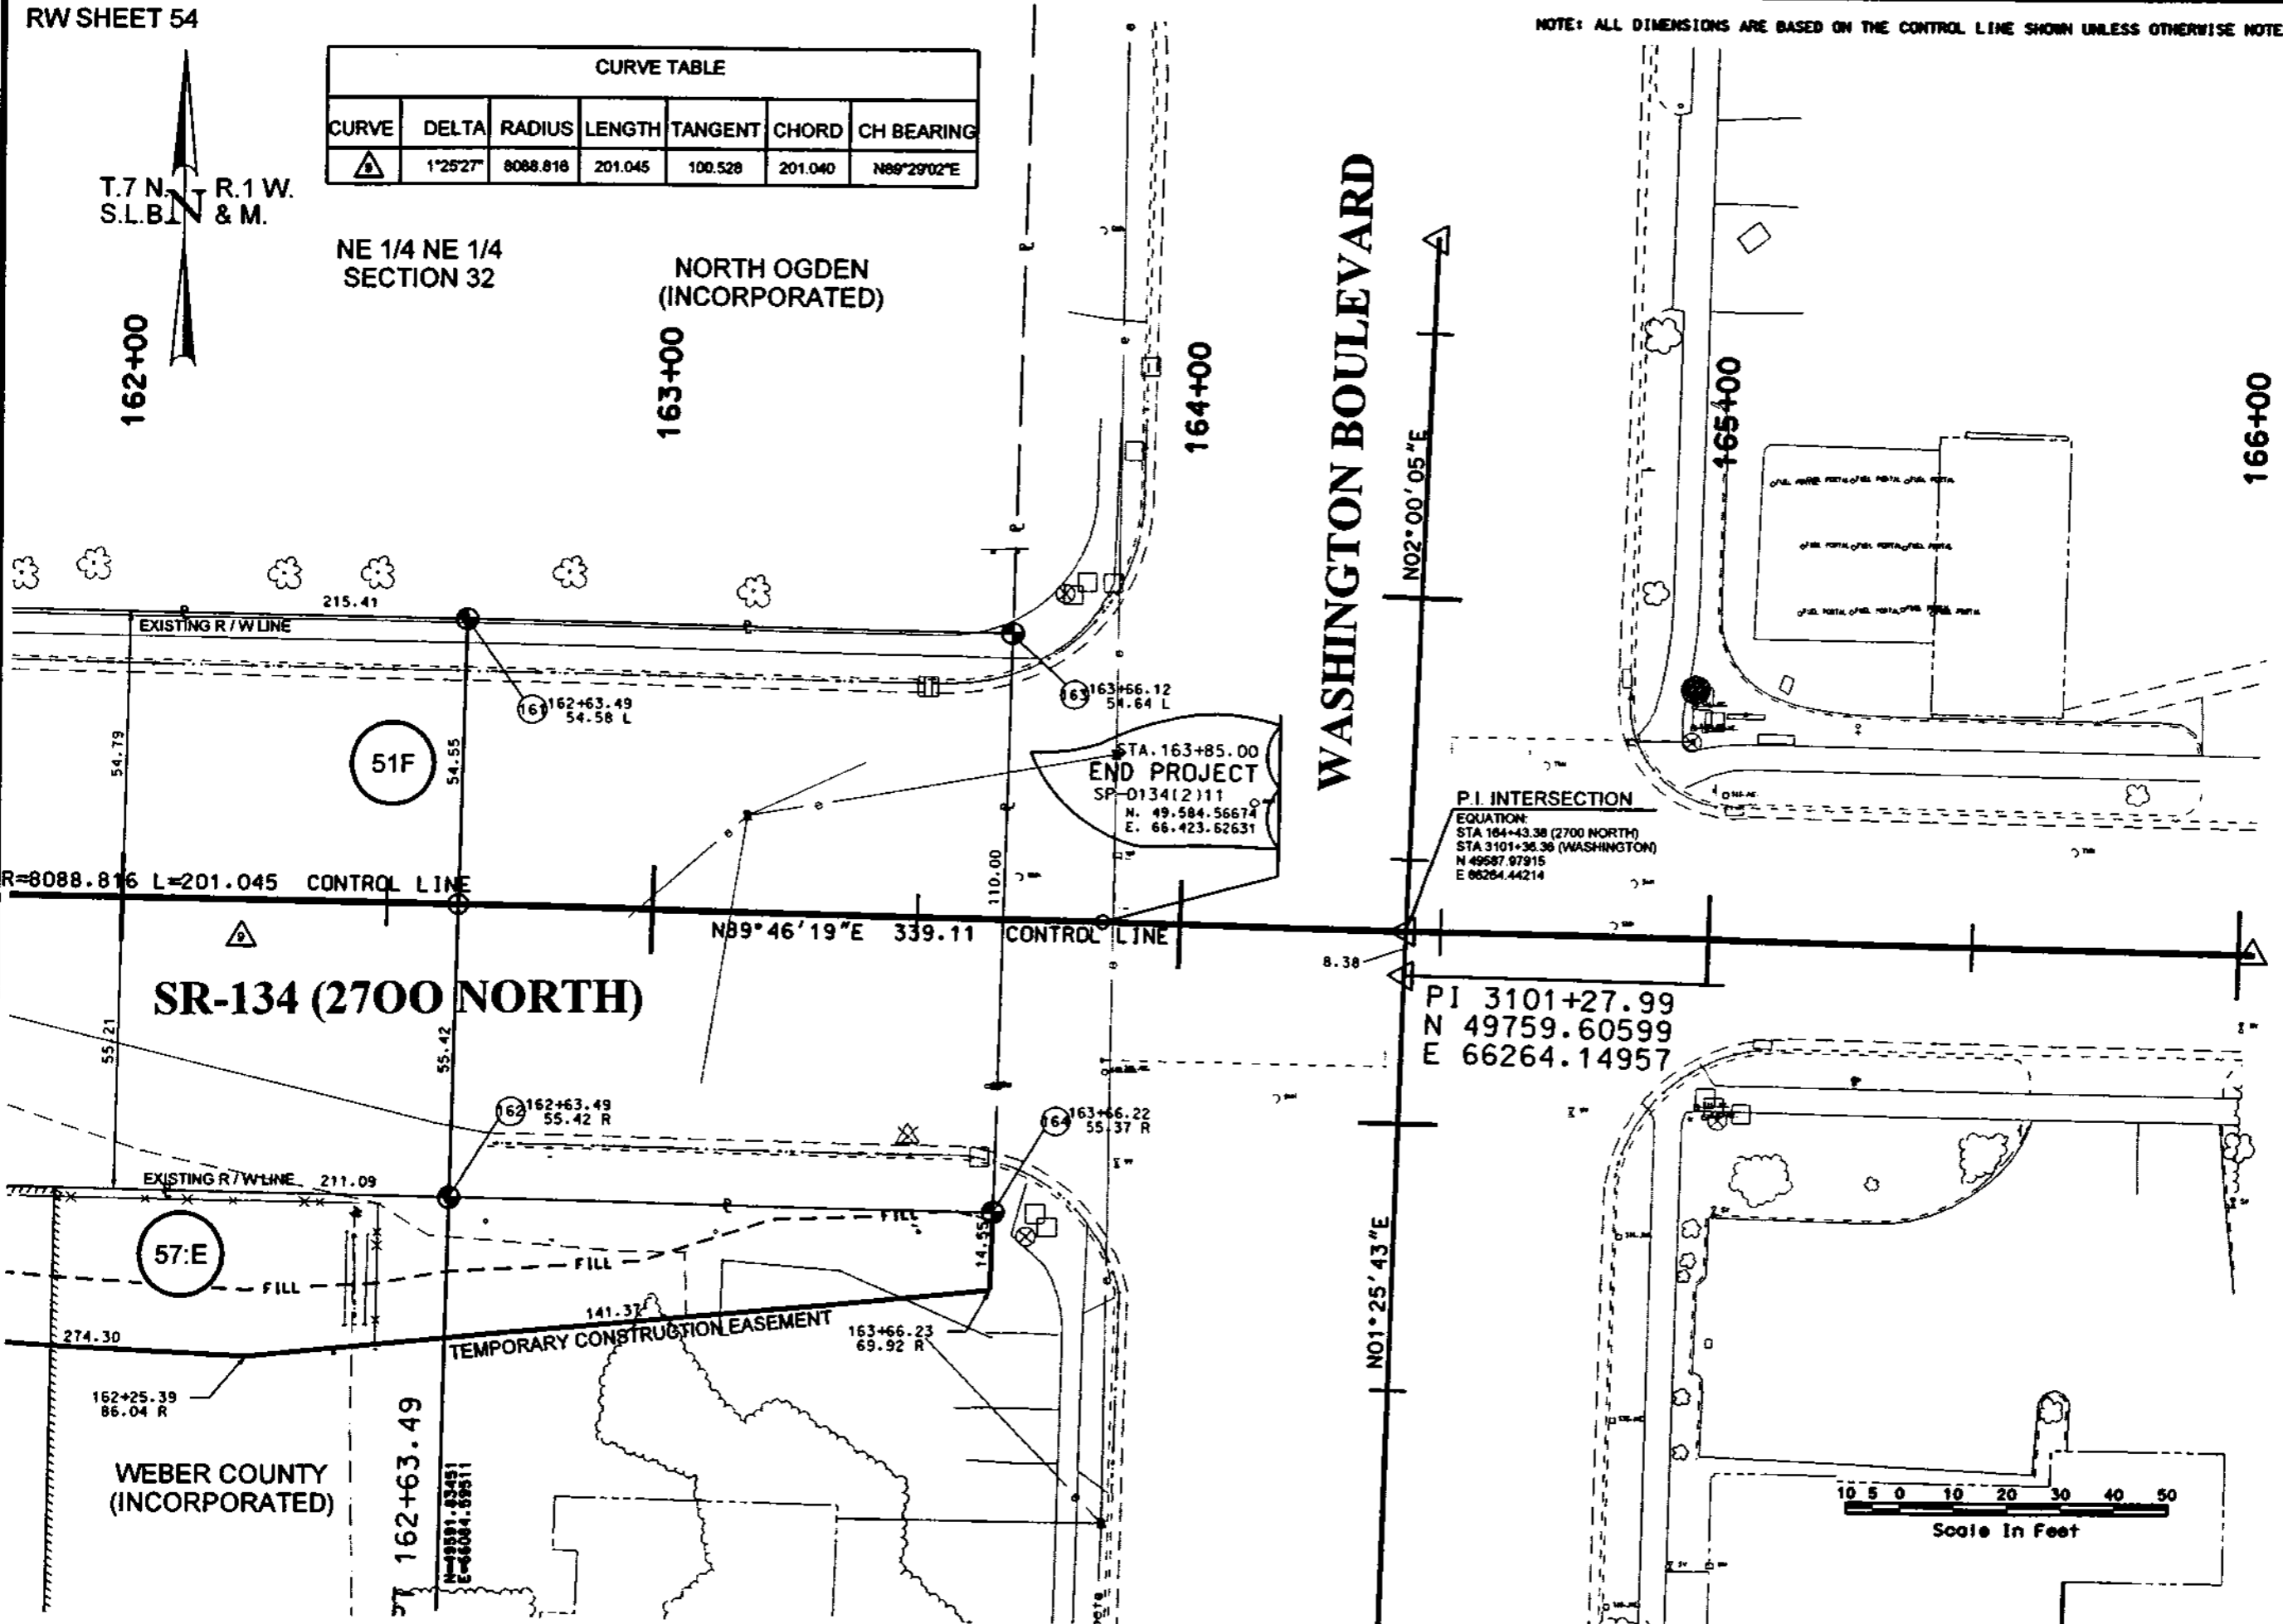 RW SHEET 54
NOTE: ALL DIMENSIONS ARE BASED ON THE CONTROL LINE SHOWN UNLESS OTHERWISE NOTE
CURVE TABLE
CURVE DELTA RADIUS LENGTH TANGENT CHORD CH BEARING
9 1°25'27" 8088.816 201.045 100.528 201.040 N89°29'02"E
T.7 N. R.1 W.
S.L.B. & M.
N
NE 1/4 NE 1/4
SECTION 32
NORTH OGDEN
(INCORPORATED)
162+00
163+00
164+00
165+00
166+00
WASHINGTON BOULEVARD
N02°00'05"E
215.41
EXISTING R/W LINE
161 162+63.49
54.58 L
163 163+66.12
54.64 L
54.79
51F
54.55
STA.163+85.00
END PROJECT
SP-0134(2)11
N. 49.584.56674
E. 66.423.62631
110.00
P.I. INTERSECTION
EQUATION:
STA 164+43.38 (2700 NORTH)
STA 3101+36.36 (WASHINGTON)
N 49587.97915
E 66264.44214
R=8088.816 L=201.045 CONTROL LINE
N89°46'19"E 339.11 CONTROL LINE
9
8.38
SR-134 (27OO NORTH)
PI 3101+27.99
N 49759.60599
E 66264.14957
55.21
55.42
162 162+63.49
55.42 R
164 163+66.22
55.37 R
EXISTING R/W LINE 211.09
57:E
FILL
FILL
FILL
14.55
N01°25'43"E
274.30
141.37
TEMPORARY CONSTRUCTION EASEMENT
163+66.23
69.92 R
162+25.39
86.04 R
WEBER COUNTY
(INCORPORATED)
162+63.49
N=49591.83451
E=66084.59511
10 5 0 10 20 30 40 50
Scale In Feet